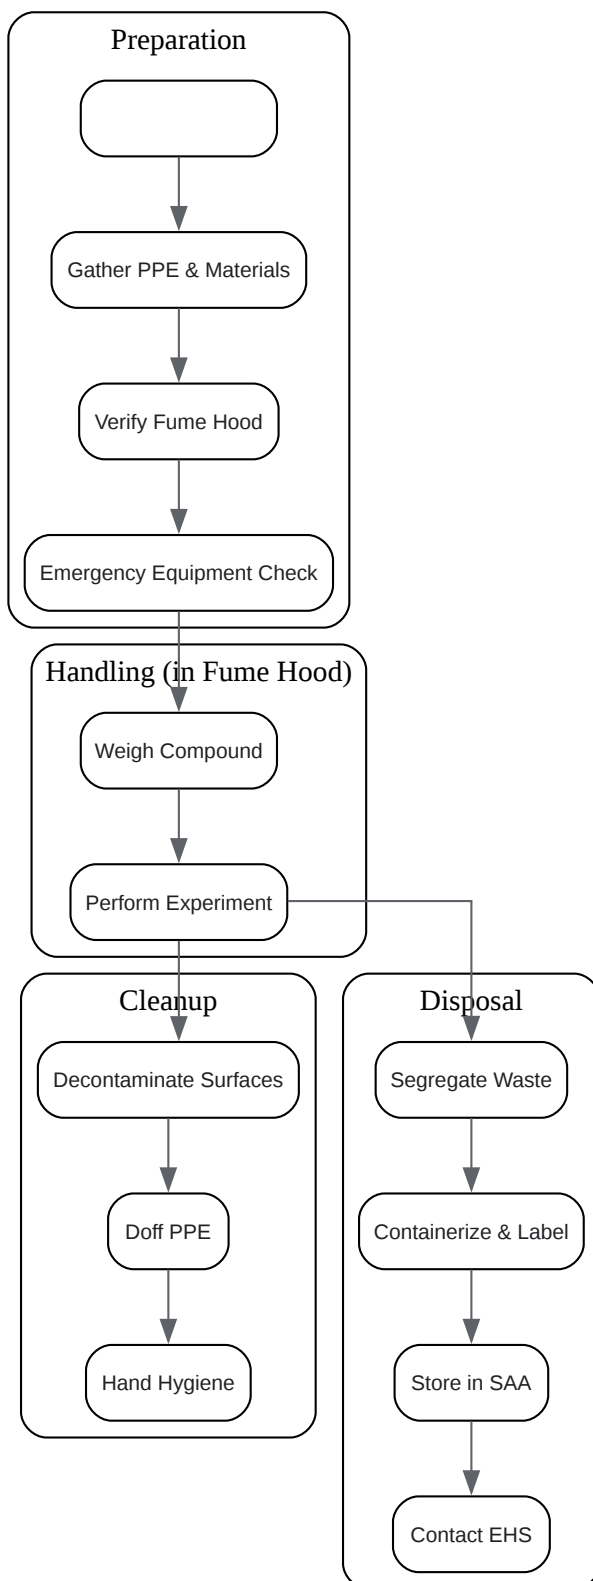 Preparation
Gather PPE & Materials
Verify Fume Hood
Emergency Equipment Check
Handling (in Fume Hood)
Weigh Compound
Perform Experiment
Cleanup
Decontaminate Surfaces
Doff PPE
Hand Hygiene
Disposal
Segregate Waste
Containerize & Label
Store in SAA
Contact EHS